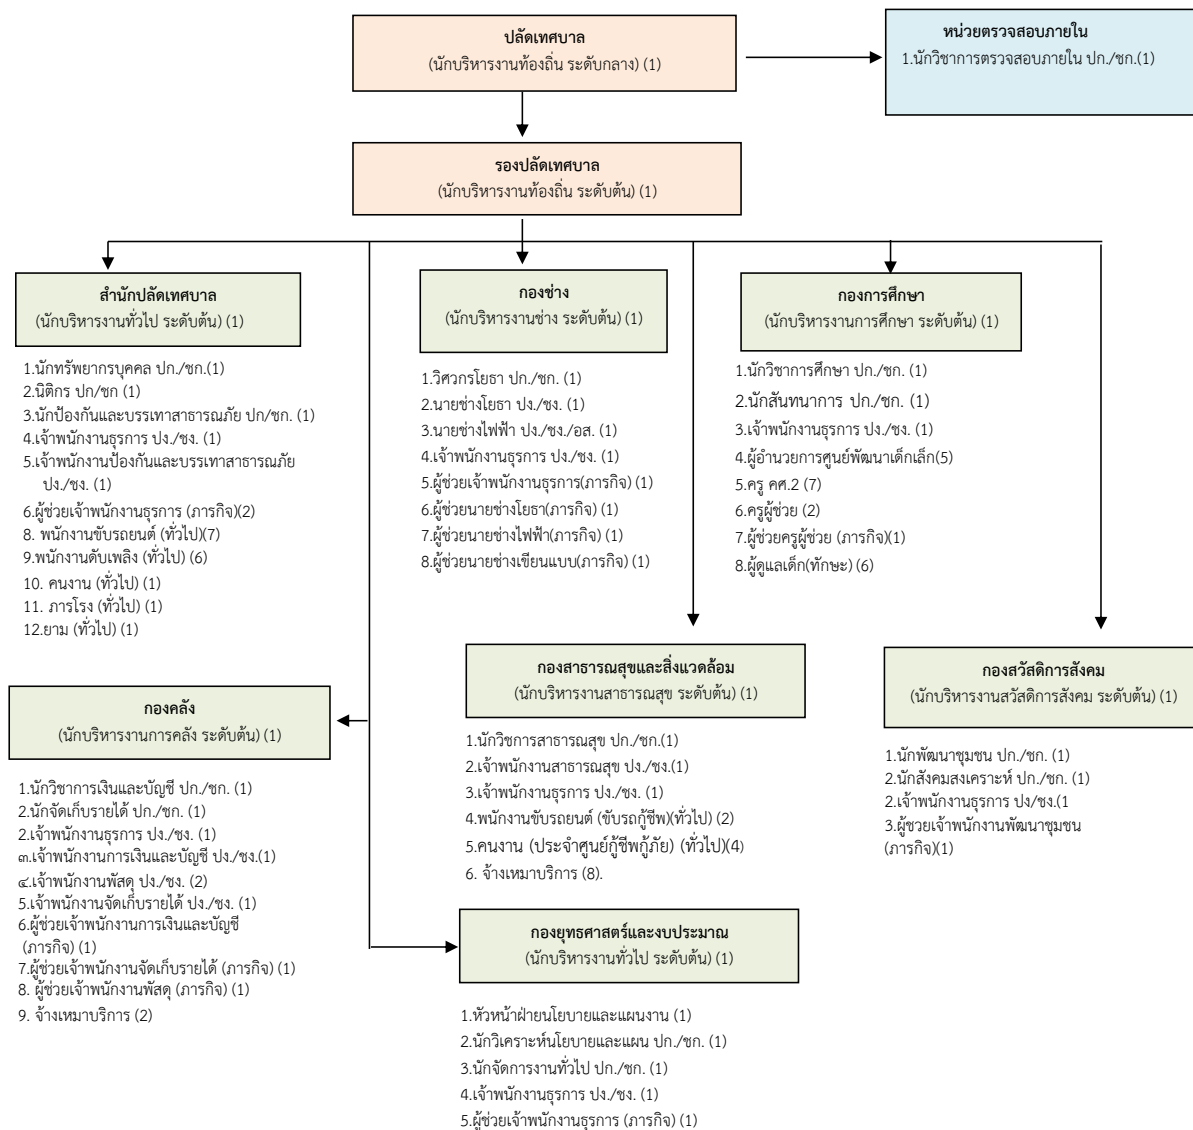 ปลัดเทศบาล
(นักบริหารงานท้องถิ่น ระดับกลาง) (1)
หน่วยตรวจสอบภายใน
1.นักวิชาการตรวจสอบภายใน ปก./ชก.(1)
รองปลัดเทศบาล
(นักบริหารงานท้องถิ่น ระดับต้น) (1)
สำนักปลัดเทศบาล
(นักบริหารงานทั่วไป ระดับต้น) (1)
1.นักทรัพยากรบุคคล ปก./ชก.(1)
2.นิติกร ปก/ชก (1)
3.นักป้องกันและบรรเทาสาธารณภัย ปก/ชก. (1)
4.เจ้าพนักงานธุรการ ปง./ชง. (1)
5.เจ้าพนักงานป้องกันและบรรเทาสาธารณภัย
ปง./ชง. (1)
6.ผู้ช่วยเจ้าพนักงานธุรการ (ภารกิจ)(2)
8. พนักงานขับรถยนต์ (ทั่วไป)(7)
9.พนักงานดับเพลิง (ทั่วไป) (6)
10. คนงาน (ทั่วไป) (1)
11. ภารโรง (ทั่วไป) (1)
12.ยาม (ทั่วไป) (1)
กองช่าง
(นักบริหารงานช่าง ระดับต้น) (1)
1.วิศวกรโยธา ปก./ชก. (1)
2.นายช่างโยธา ปง./ชง. (1)
3.นายช่างไฟฟ้า ปง./ชง./อส. (1)
4.เจ้าพนักงานธุรการ ปง./ชง. (1)
5.ผู้ช่วยเจ้าพนักงานธุรการ(ภารกิจ) (1)
6.ผู้ช่วยนายช่างโยธา(ภารกิจ) (1)
7.ผู้ช่วยนายช่างไฟฟ้า(ภารกิจ) (1)
8.ผู้ช่วยนายช่างเขียนแบบ(ภารกิจ) (1)
กองการศึกษา
(นักบริหารงานการศึกษา ระดับต้น) (1)
1.นักวิชาการศึกษา ปก./ชก. (1)
2.นักสันทนาการ ปก./ชก. (1)
3.เจ้าพนักงานธุรการ ปง./ชง. (1)
4.ผู้อำนวยการศูนย์พัฒนาเด็กเล็ก(5)
5.ครู คศ.2 (7)
6.ครูผู้ช่วย (2)
7.ผู้ช่วยครูผู้ช่วย (ภารกิจ)(1)
8.ผู้ดูแลเด็ก(ทักษะ) (6)
กองคลัง
(นักบริหารงานการคลัง ระดับต้น) (1)
1.นักวิชาการเงินและบัญชี ปก./ชก. (1)
2.นักจัดเก็บรายได้ ปก./ชก. (1)
2.เจ้าพนักงานธุรการ ปง./ชง. (1)
๓.เจ้าพนักงานการเงินและบัญชี ปง./ชง.(1)
๔.เจ้าพนักงานพัสดุ ปง./ชง. (2)
5.เจ้าพนักงานจัดเก็บรายได้ ปง./ชง. (1)
6.ผู้ช่วยเจ้าพนักงานการเงินและบัญชี
(ภารกิจ) (1)
7.ผู้ช่วยเจ้าพนักงานจัดเก็บรายได้ (ภารกิจ) (1)
8. ผู้ช่วยเจ้าพนักงานพัสดุ (ภารกิจ) (1)
9. จ้างเหมาบริการ (2)
กองสาธารณสุขและสิ่งแวดล้อม
(นักบริหารงานสาธารณสุข ระดับต้น) (1)
1.นักวิชการสาธารณสุข ปก./ชก.(1)
2.เจ้าพนักงานสาธารณสุข ปง./ชง.(1)
3.เจ้าพนักงานธุรการ ปง./ชง. (1)
4.พนักงานขับรถยนต์ (ขับรถกู้ชีพ)(ทั่วไป) (2)
5.คนงาน (ประจำศูนย์กู้ชีพกู้ภัย) (ทั่วไป)(4)
6. จ้างเหมาบริการ (8).
กองสวัสดิการสังคม
(นักบริหารงานสวัสดิการสังคม ระดับต้น) (1)
1.นักพัฒนาชุมชน ปก./ชก. (1)
2.นักสังคมสงเคราะห์ ปก./ชก. (1)
2.เจ้าพนักงานธุรการ ปง/ชง.(1
3.ผู้ชวยเจ้าพนักงานพัฒนาชุมชน
(ภารกิจ)(1)
กองยุทธศาสตร์และงบประมาณ
(นักบริหารงานทั่วไป ระดับต้น) (1)
1.หัวหน้าฝ่ายนโยบายและแผนงาน (1)
2.นักวิเคราะห์นโยบายและแผน ปก./ชก. (1)
3.นักจัดการงานทั่วไป ปก./ชก. (1)
4.เจ้าพนักงานธุรการ ปง./ชง. (1)
5.ผู้ช่วยเจ้าพนักงานธุรการ (ภารกิจ) (1)